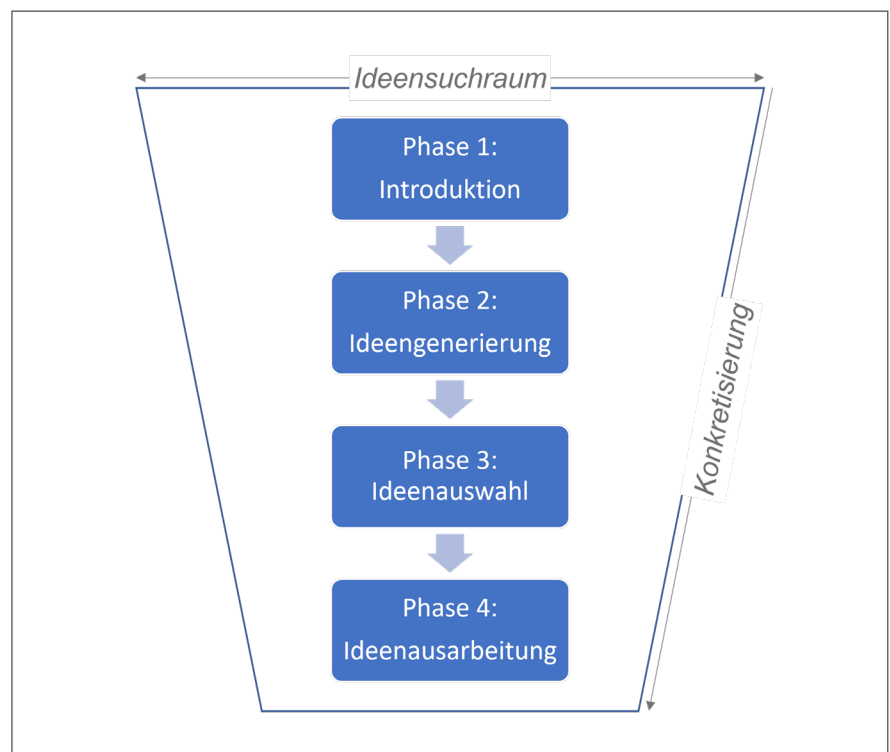 Ideensuchraum
Phase 1:
Introduktion
Phase 2:
Ideengenerierung
Konkretisierung
Phase 3:
Ideenauswahl
Phase 4:
Ideenausarbeitung